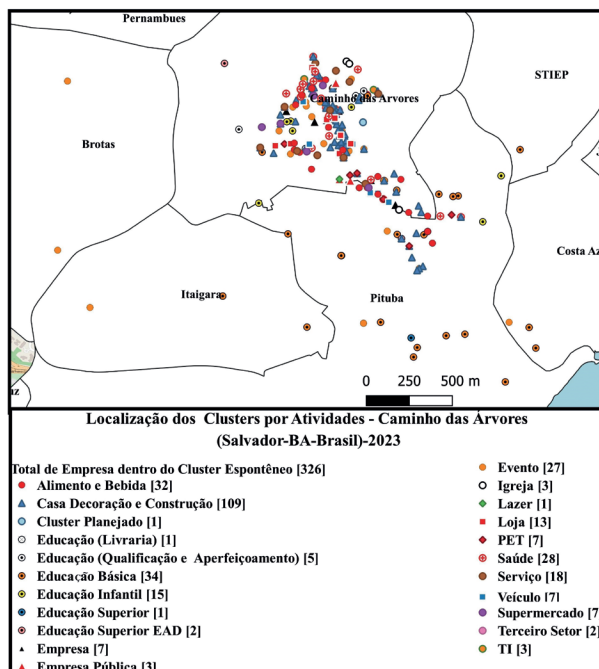 Pernambues
STIEP
Caminho das Arvores
Brotas
Costa Az
Itaigara
Pituba
uz
0 250 500 m
Localização dos Clusters por Atividades - Caminho das Árvores
(Salvador-BA-Brasil)-2023
Total de Empresa dentro do Cluster Espontêneo [326]
Alimento e Bebida [32]
Casa Decoração e Construção [109]
Cluster Planejado [1]
Educação (Livraria) [1]
Educação (Qualificação e Aperfeiçoamento) [5]
Educação Básica [34]
Educação Infantil [15]
Educação Superior [1]
Educação Superior EAD [2]
Empresa [7]
Empresa Pública [3]
Evento [27]
Igreja [3]
Lazer [1]
Loja [13]
PET [7]
Saúde [28]
Serviço [18]
Veículo [7]
Supermercado [7
Terceiro Setor [2]
TI [3]